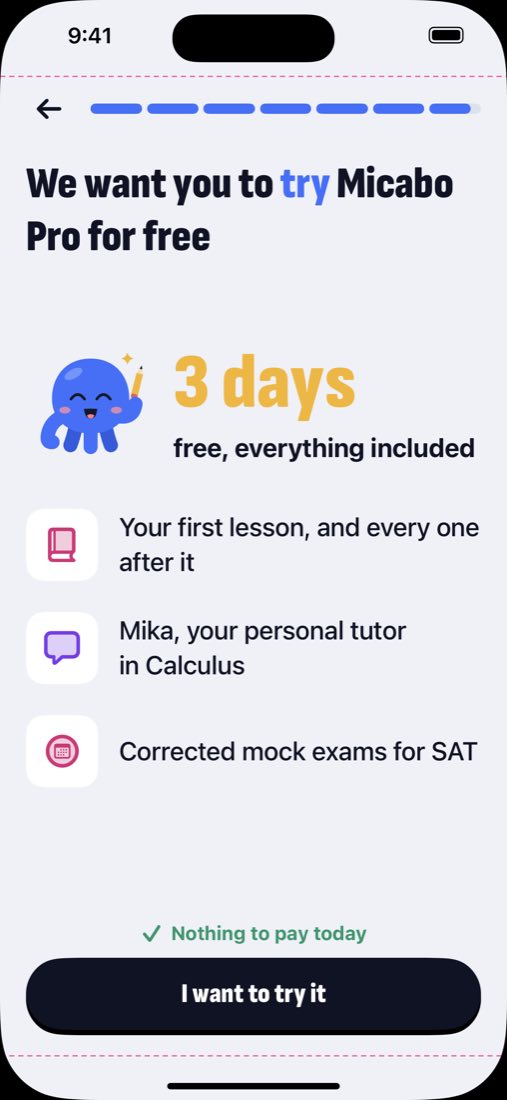 9:41
We want you to try Micabo
Pro for free
3 days
free, everything included
Your first lesson, and every one
after it
Mika, your personal tutor
in Calculus
Corrected mock exams for SAT
Nothing to pay today
I want to try it